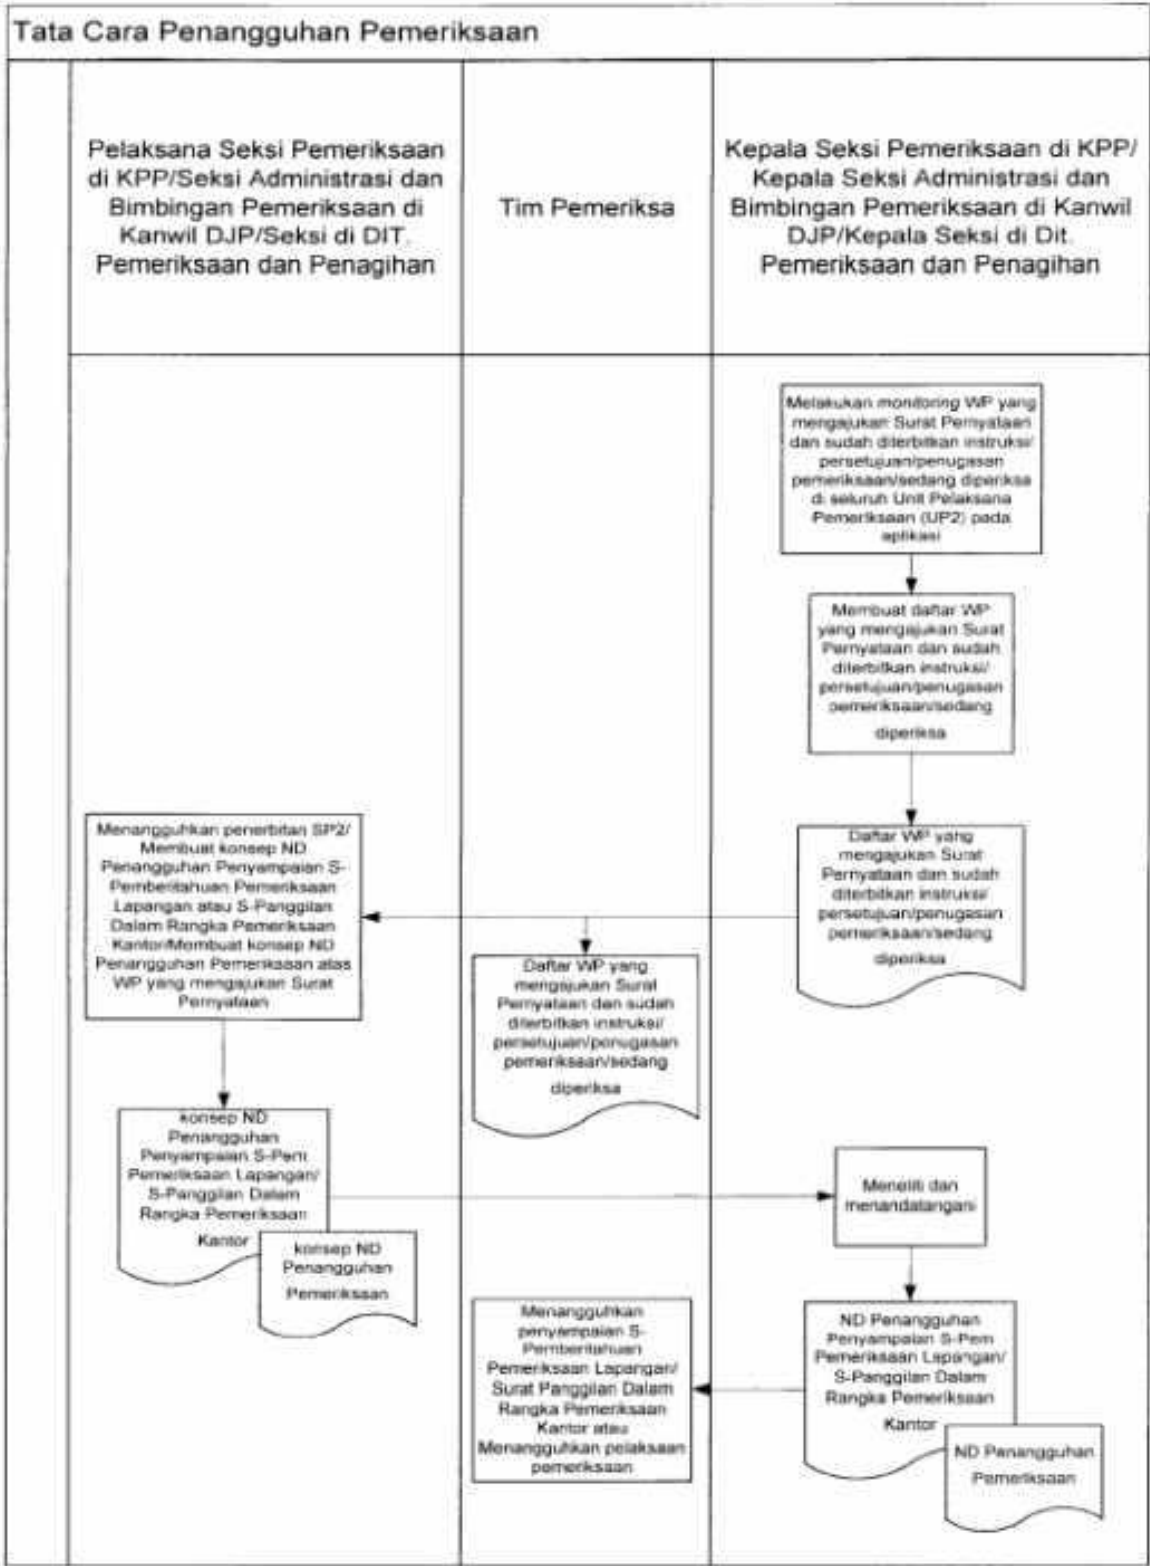 Tata Cara Penangguhan Pemeriksaan
Pelaksana Seksi Pemeriksaan
di KPP/Seksi Administrasi dan
Bimbingan Pemeriksaan di
Kanwil DJP/Seksi di DIT.
Pemeriksaan dan Penagihan
Tim Pemeriksa
Kepala Seksi Pemeriksaan di KPP/
Kepala Seksi Administrasi dan
Bimbingan Pemeriksaan di Kanwil
DJP/Kepala Seksi di Dit.
Pemeriksaan dan Penagihan
Melakukan monitoring WP yang
mengajukan Surat Pernyataan
dan sudah diterbitkan instruksi/
persetujuan/penugasan
pemeriksaan/sedang diperiksa
di seluruh Unit Pelaksana
Pemeriksaan (UP2) pada
aplikasi
Membuat daftar WP
yang mengajukan Surat
Pernyataan dan sudah
diterbitkan instruksi/
persetujuan/penugasan
pemeriksaan/sedang
diperiksa
Daftar WP yang
mengajukan Surat
Pernyataan dan sudah
diterbitkan instruksi/
persetujuan/penugasan
pemeriksaan/sedang
diperiksa
Menangguhkan penerbitan SP2/
Membuat konsep ND
Penangguhan Penyampaian S-
Pemberitahuan Pemeriksaan
Lapangan atau S-Panggilan
Dalam Rangka Pemeriksaan
Kantor/Membuat konsep ND
Penangguhan Pemeriksaan atas
WP yang mengajukan Surat
Pernyataan
Daftar WP yang
mengajukan Surat
Pernyataan dan sudah
diterbitkan instruksi/
persetujuan/penugasan
pemeriksaan/sedang
diperiksa
konsep ND
Penangguhan
Penyampaian S-Pem
Pemeriksaan Lapangan/
S-Panggilan Dalam
Rangka Pemeriksaan
Kantor
konsep ND
Penangguhan
Pemeriksaan
Meneliti dan
menandatangani
ND Penangguhan
Penyampaian S-Pem
Pemeriksaan Lapangan/
S-Panggilan Dalam
Rangka Pemeriksaan
Kantor
ND Penangguhan
Pemeriksaan
Menangguhkan
penyampaian S-
Pemberitahuan
Pemeriksaan Lapangan/
Surat Panggilan Dalam
Rangka Pemeriksaan
Kantor atau
Menangguhkan pelaksaan
pemeriksaan